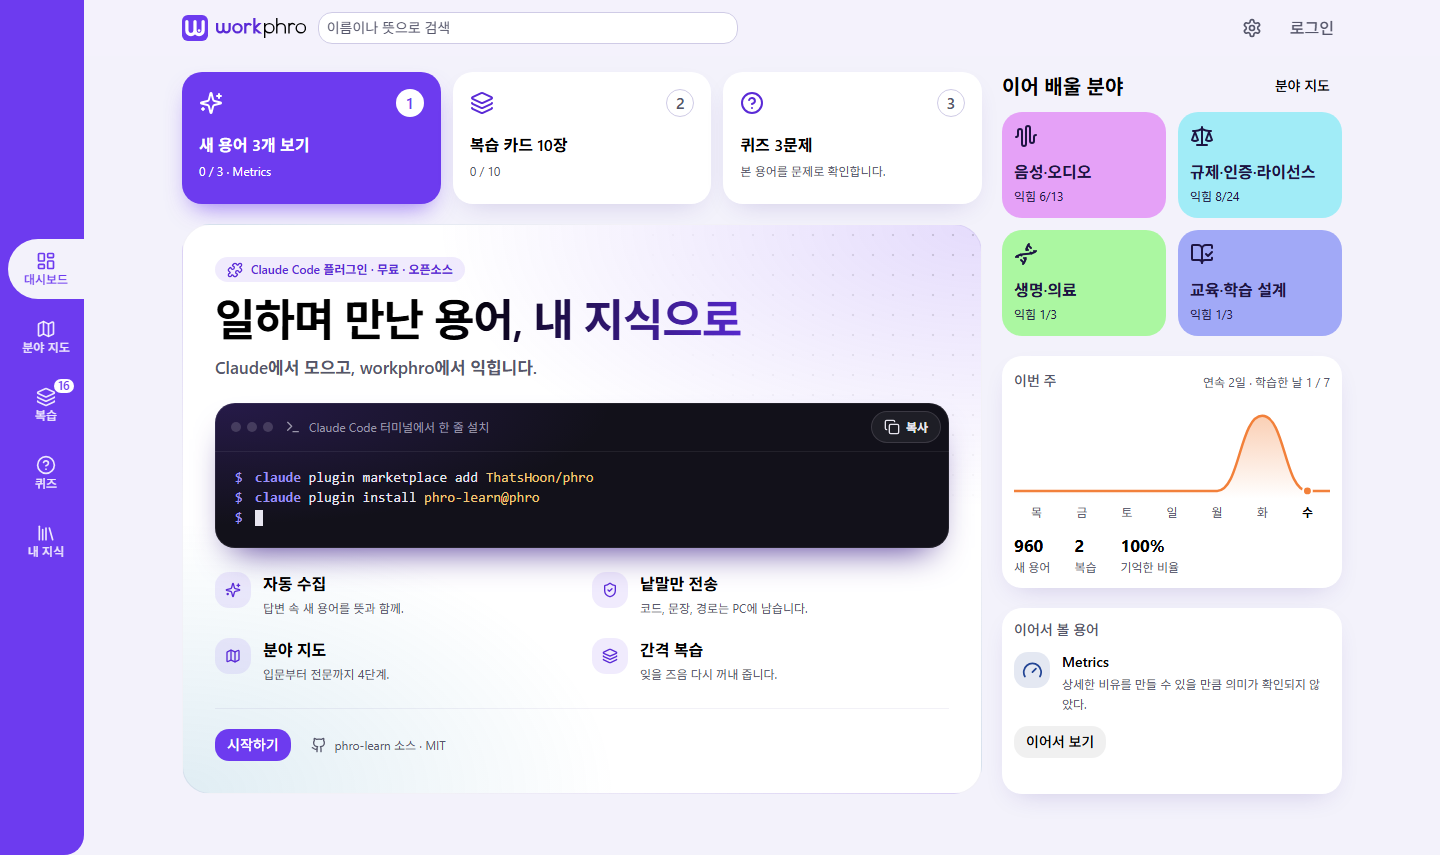 workphro
이름이나 뜻으로 검색
로그인
대시보드
분야 지도
16
복습
퀴즈
내 지식
1
새 용어 3개 보기
0 / 3 · Metrics
2
복습 카드 10장
0 / 10
3
퀴즈 3문제
본 용어를 문제로 확인합니다.
Claude Code 플러그인 · 무료 · 오픈소스
일하며 만난 용어, 내 지식으로
Claude에서 모으고, workphro에서 익힙니다.
Claude Code 터미널에서 한 줄 설치
복사
$ claude plugin marketplace add ThatsHoon/phro
$ claude plugin install phro-learn@phro
$
자동 수집
답변 속 새 용어를 뜻과 함께.
낱말만 전송
코드, 문장, 경로는 PC에 남습니다.
분야 지도
입문부터 전문까지 4단계.
간격 복습
잊을 즈음 다시 꺼내 줍니다.
시작하기
phro-learn 소스 · MIT
이어 배울 분야
분야 지도
음성·오디오
익힘 6/13
규제·인증·라이선스
익힘 8/24
생명·의료
익힘 1/3
교육·학습 설계
익힘 1/3
이번 주
연속 2일 · 학습한 날 1 / 7
목 금 토 일 월 화 수
960 2 100%
새 용어 복습 기억한 비율
이어서 볼 용어
Metrics
상세한 비유를 만들 수 있을 만큼 의미가 확인되지 않
았다.
이어서 보기